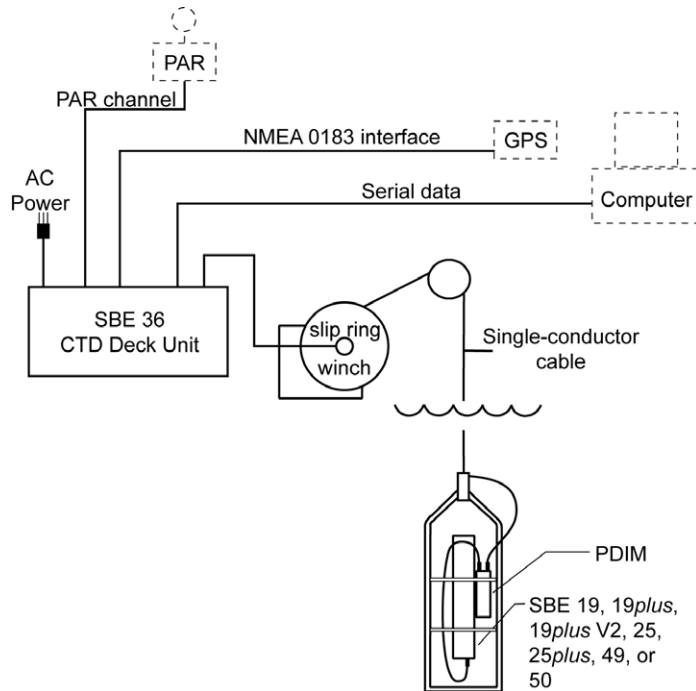 PAR
PAR channel
NMEA 0183 interface
GPS
AC
Power
Serial data
Computer
SBE 36
CTD Deck Unit
slip ring
winch
Single-conductor
cable
PDIM
SBE 19, 19plus,
19plus V2, 25,
25plus, 49, or
50